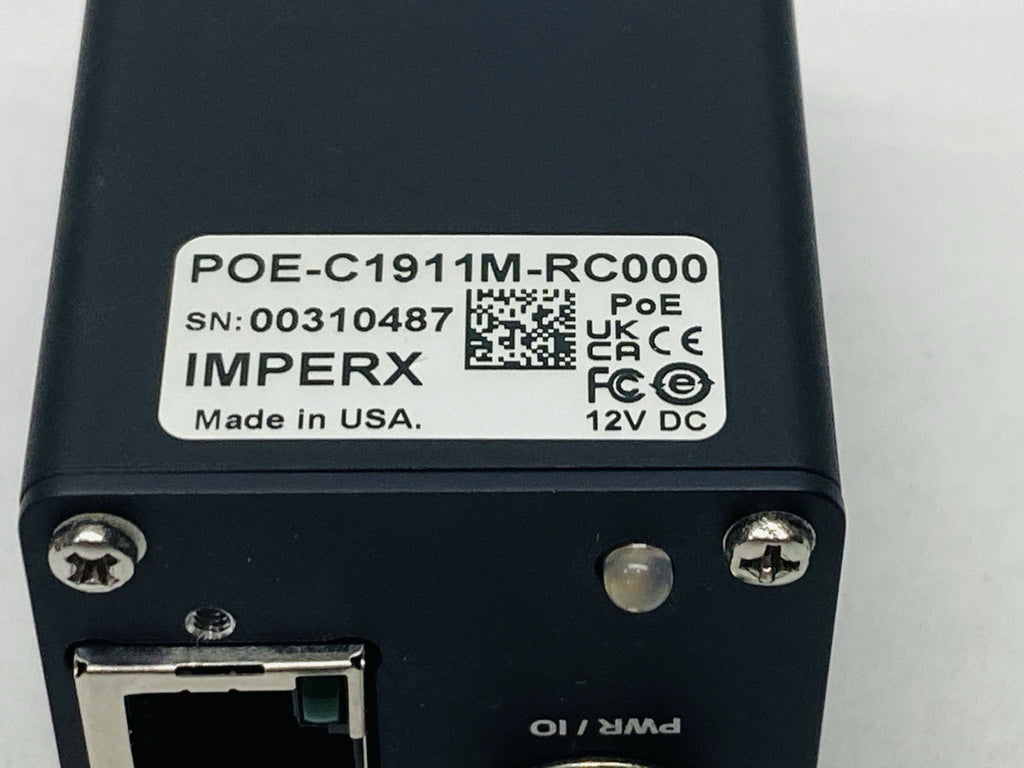 POE-C1911M-RC000
SN: 00310487
PoE
UK
CA CE
IMPERX
FC e
Made in USA.
12V DC
PWR / IO